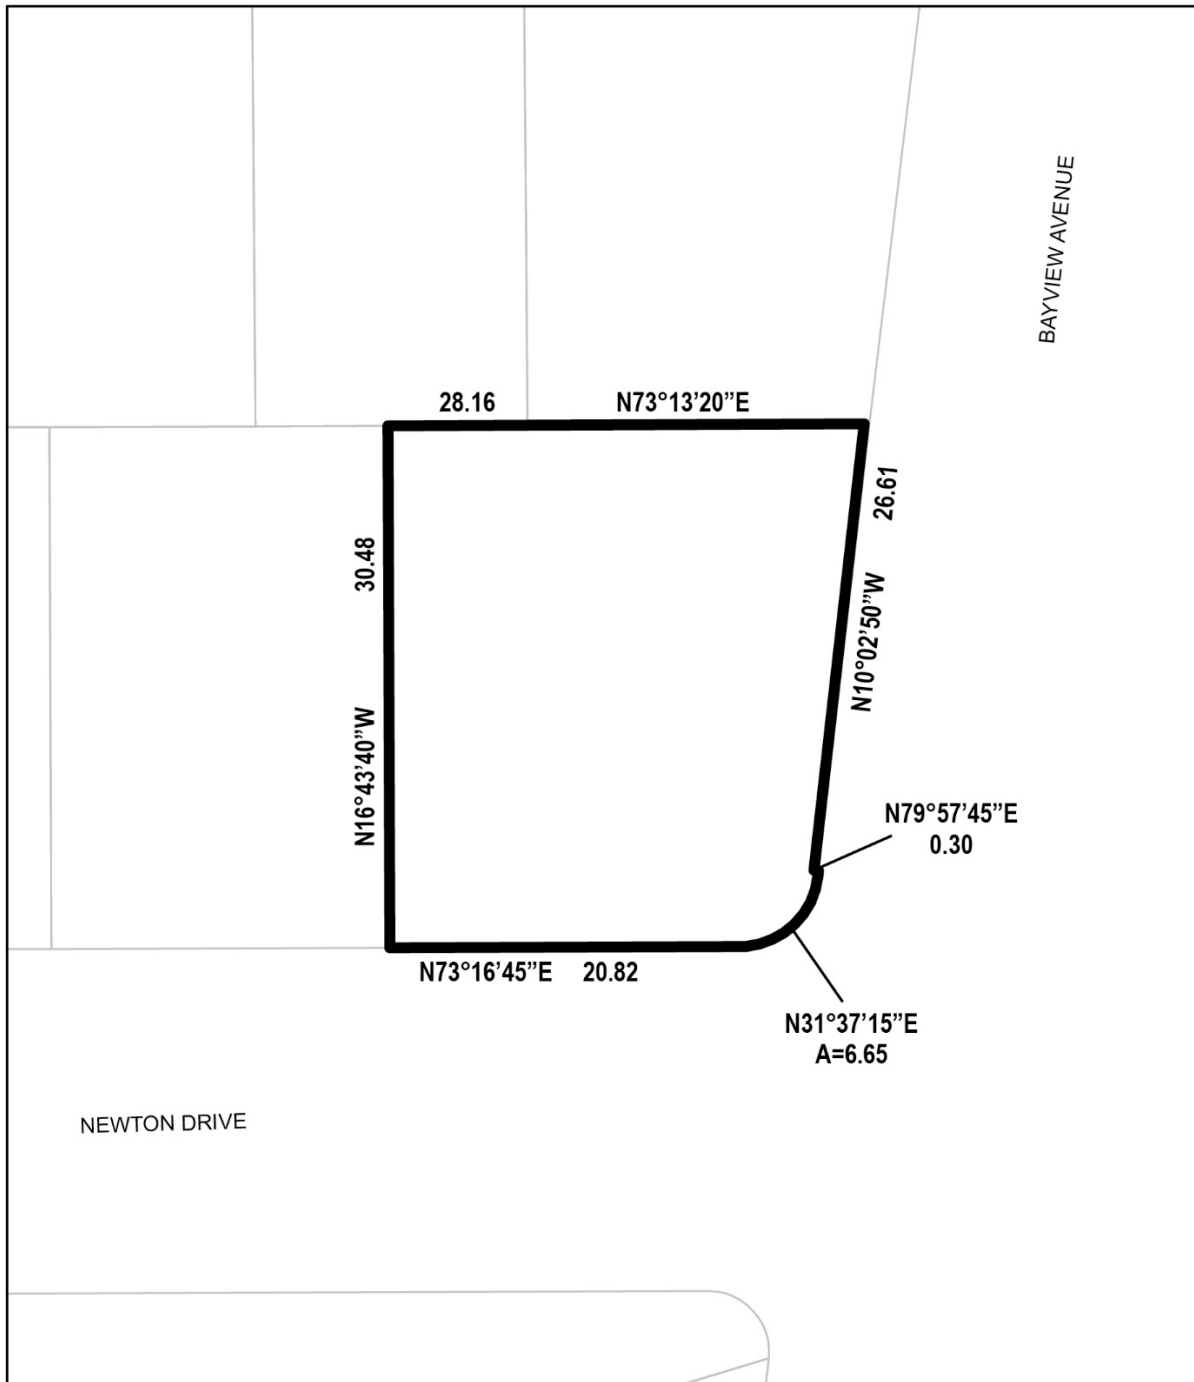 BAYVIEW AVENUE
28.16 N73°13’20”E
26.61
30.48
N10°02’50”W
N16°43’40”W
N79°57’45”E
0.30
N73°16’45”E 20.82
N31°37’15”E
A=6.65
NEWTON DRIVE